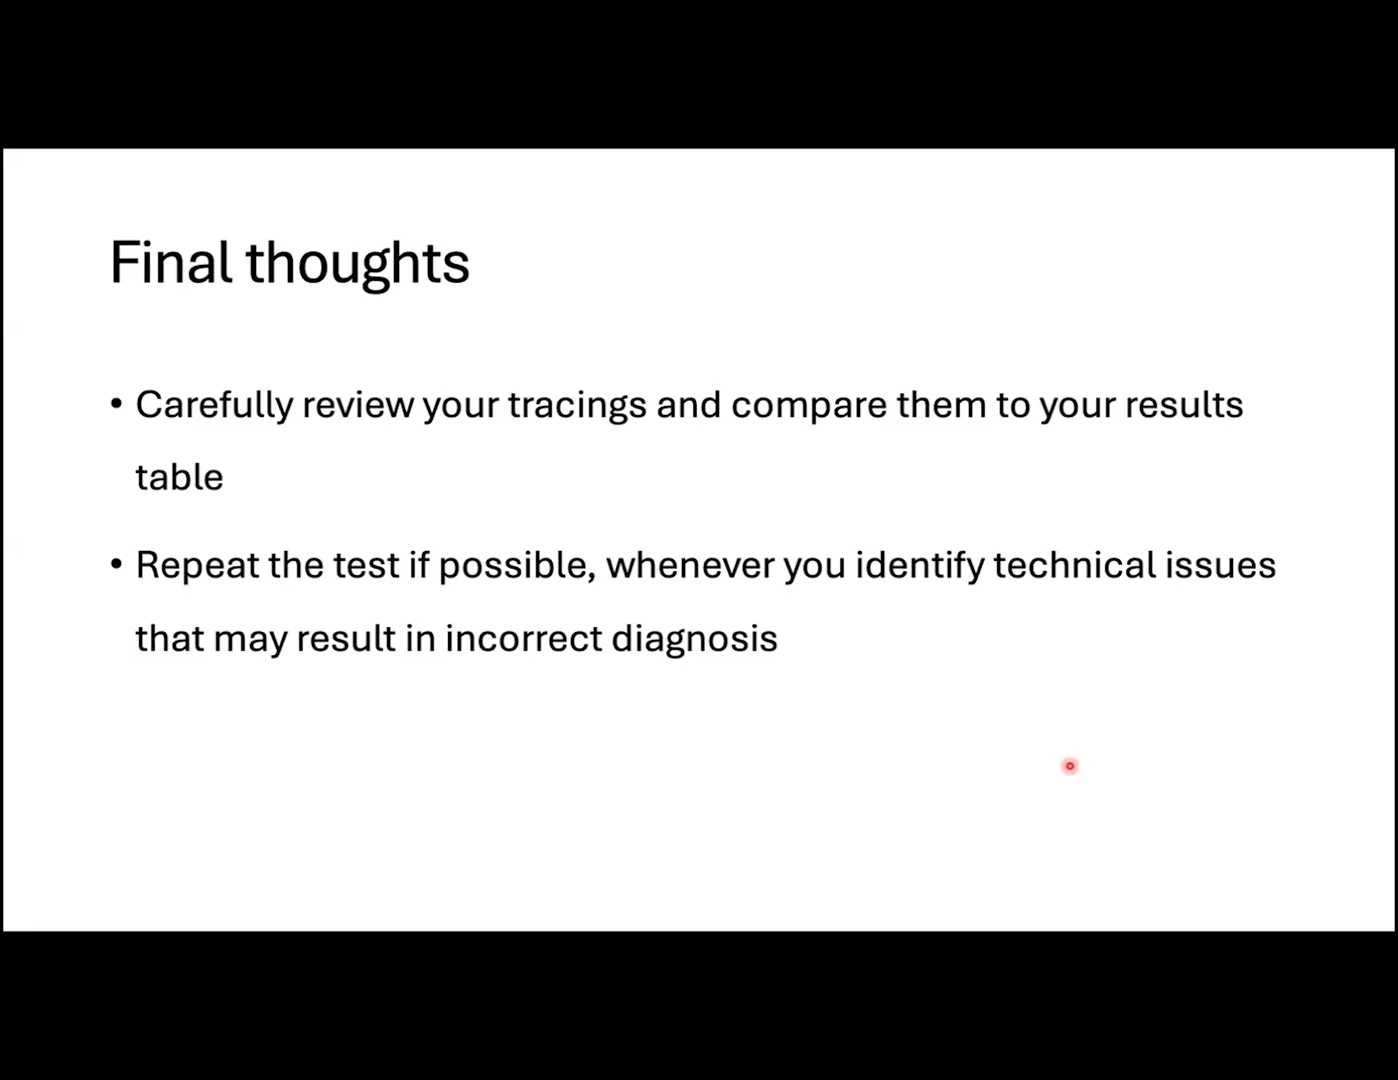 Final thoughts
• Carefully review your tracings and compare them to your results
table
• Repeat the test if possible, whenever you identify technical issues
that may result in incorrect diagnosis